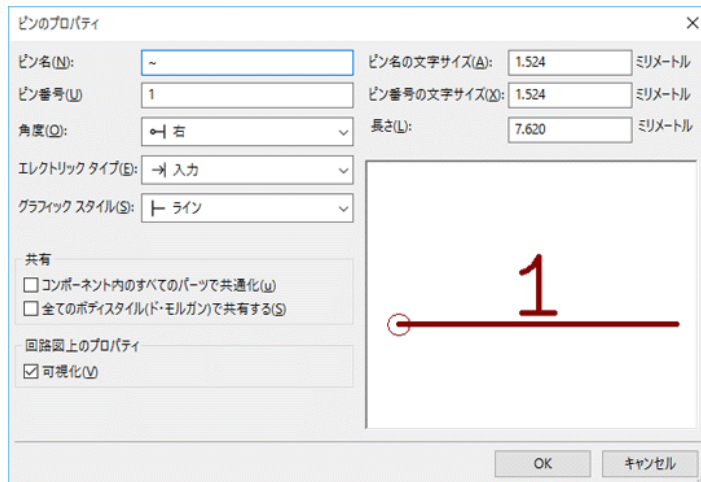 ピンのプロパティ
ピン名(N): ~
ピン番号(U) 1
角度(O): 右
エレクトリック タイプ(E): 入力
グラフィック スタイル(S): ライン
共有
コンポーネント内のすべてのパーツで共通化(u)
全てのボディスタイル(ド・モルガン)で共有する(S)
回路図上のプロパティ
可視化(V)
ピン名の文字サイズ(A): 1.524 ミリメートル
ピン番号の文字サイズ(X): 1.524 ミリメートル
長さ(L): 7.620 ミリメートル
1
OK キャンセル